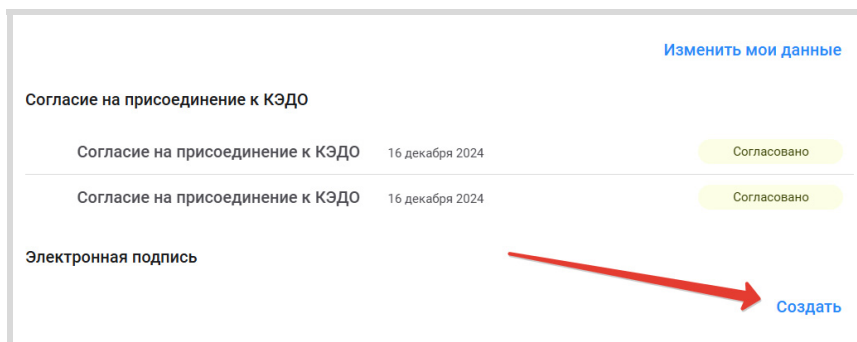 Изменить мои данные
Согласие на присоединение к КЭДО
Согласие на присоединение к КЭДО 16 декабря 2024 Согласовано
Согласие на присоединение к КЭДО 16 декабря 2024 Согласовано
Электронная подпись
Создать